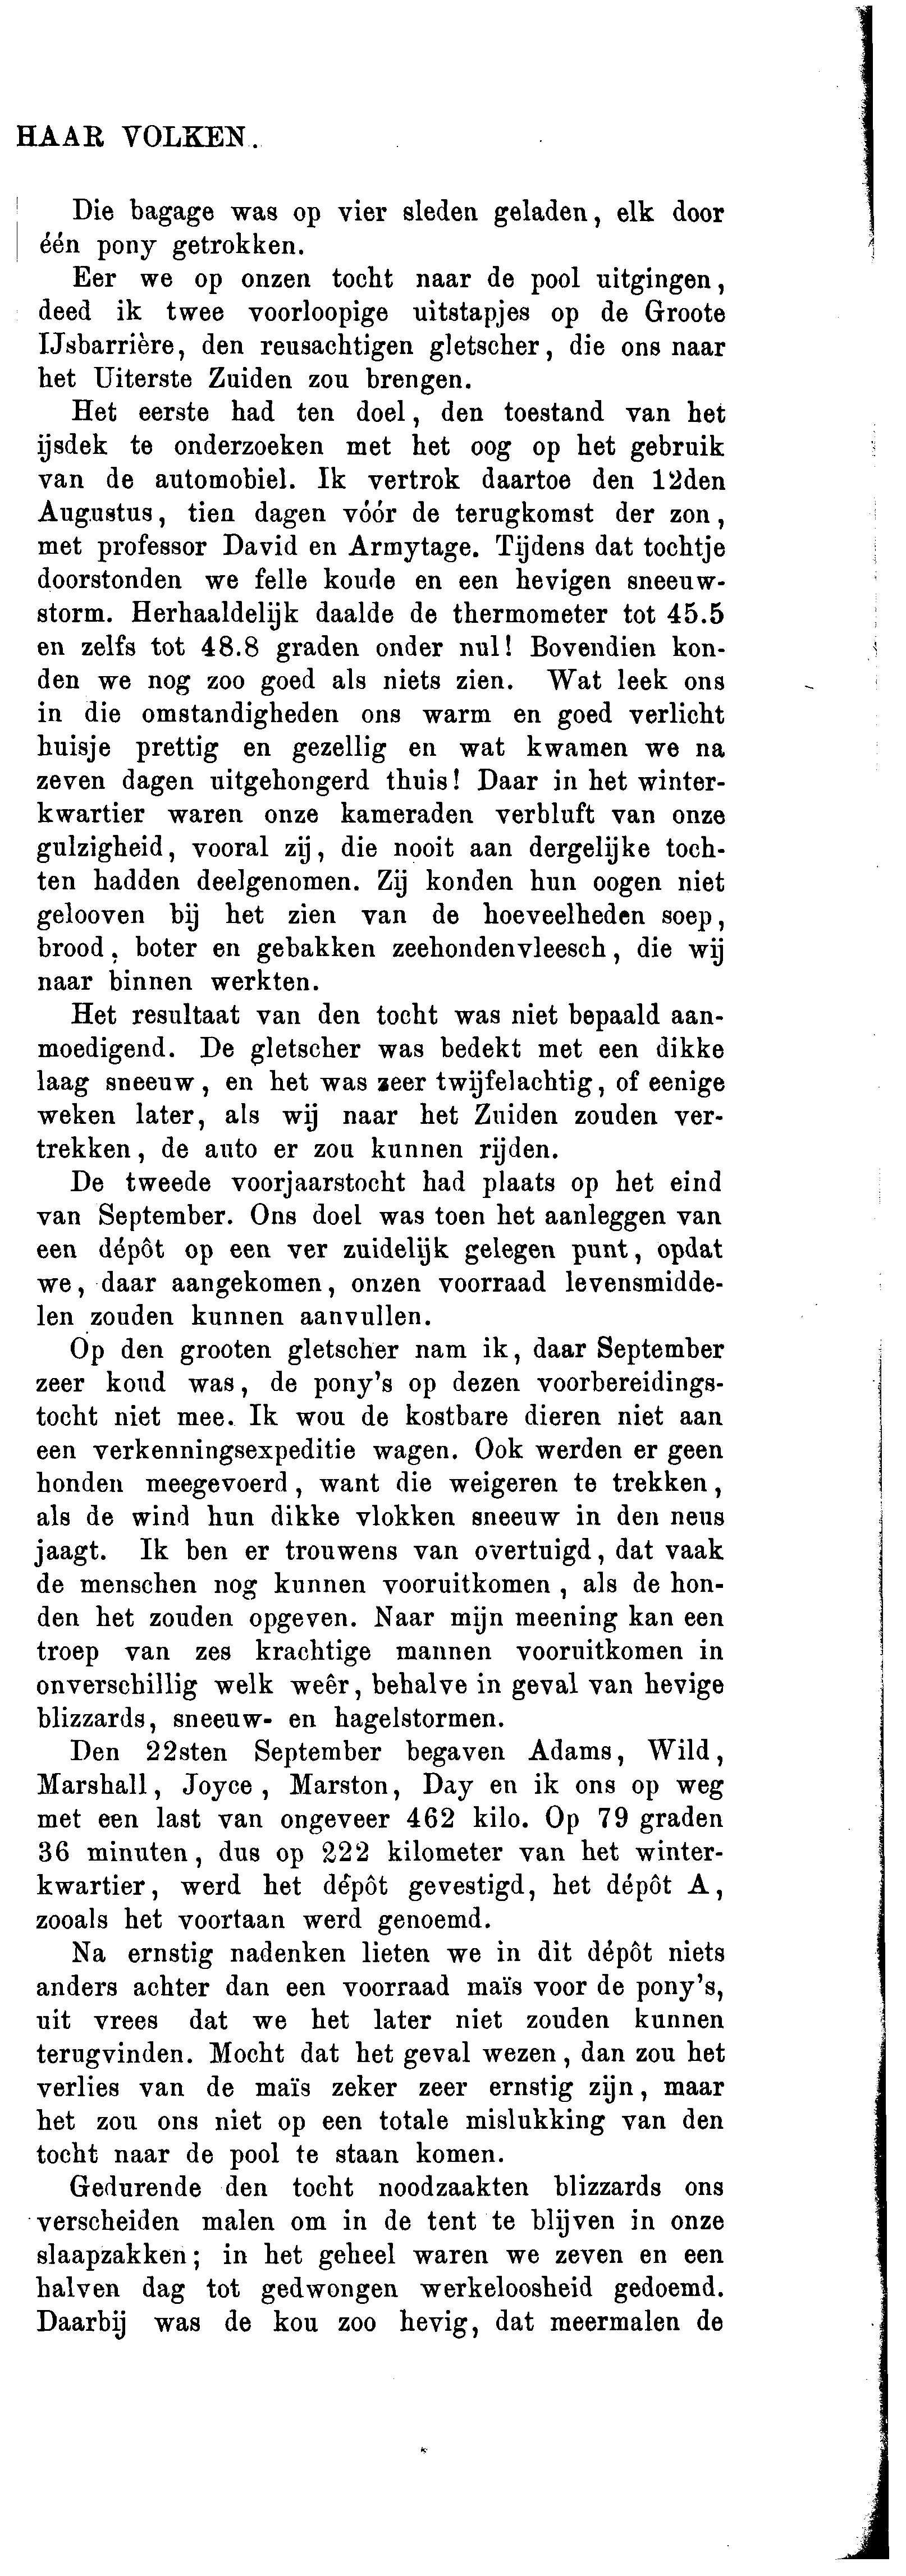 HAAR VOLKEN.
Die bagage was op vier sleden geladen, elk door
één pony getrokken.
Eer we op onzen tocht naar de pool uitgingen,
deed ik twee voorloopige uitstapjes op de Groote
IJsbarrière, den reusachtigen gletscher, die ons naar
het Uiterste Zuiden zou brengen.
Het eerste had ten doel, den toestand van het
ijsdek te onderzoeken met het oog op het gebruik
van de automobiel. Ik vertrok daartoe den 12den
Augustus, tien dagen vóór de terugkomst der zon,
met professor David en Armytage. Tijdens dat tochtje
doorstonden we felle koude en een hevigen sneeuw-
storm. Herhaaldelijk daalde de thermometer tot 45.5
en zelfs tot 48.8 graden onder nul! Bovendien kon-
den we nog zoo goed als niets zien. Wat leek ons
in die omstandigheden ons warm en goed verlicht
huisje prettig en gezellig en wat kwamen we na
zeven dagen uitgehongerd thuis! Daar in het winter-
kwartier waren onze kameraden verbluft van onze
gulzigheid, vooral zij, die nooit aan dergelijke toch-
ten hadden deelgenomen. Zij konden hun oogen niet
gelooven bij het zien van de hoeveelheden soep,
brood, boter en gebakken zeehondenvleesch, die wij
naar binnen werkten.
Het resultaat van den tocht was niet bepaald aan-
moedigend. De gletscher was bedekt met een dikke
laag sneeuw, en het was zeer twijfelachtig, of eenige
weken later, als wij naar het Zuiden zouden ver-
trekken, de auto er zou kunnen rijden.
De tweede voorjaarstocht had plaats op het eind
van September. Ons doel was toen het aanleggen van
een dépôt op een ver zuidelijk gelegen punt, opdat
we, daar aangekomen, onzen voorraad levensmidde-
len zouden kunnen aanvullen.
Op den grooten gletscher nam ik, daar September
zeer koud was, de pony's op dezen voorbereidings-
tocht niet mee. Ik wou de kostbare dieren niet aan
een verkenningsexpeditie wagen. Ook werden er geen
honden meegevoerd, want die weigeren te trekken,
als de wind hun dikke vlokken sneeuw in den neus
jaagt. Ik ben er trouwens van overtuigd, dat vaak
de menschen nog kunnen vooruitkomen, als de hon-
den het zouden opgeven. Naar mijn meening kan een
troep van zes krachtige mannen vooruitkomen in
onverschillig welk weêr, behalve in geval van hevige
blizzards, sneeuw- en hagelstormen.
Den 22sten September begaven Adams, Wild,
Marshall, Joyce, Marston, Day en ik ons op weg
met een last van ongeveer 462 kilo. Op 79 graden
36 minuten, dus op 222 kilometer van het winter-
kwartier, werd het dépôt gevestigd, het dépôt A,
zooals het voortaan werd genoemd.
Na ernstig nadenken lieten we in dit dépôt niets
anders achter dan een voorraad maïs voor de pony's,
uit vrees dat we het later niet zouden kunnen
terugvinden. Mocht dat het geval wezen, dan zou het
verlies van de maïs zeker zeer ernstig zijn, maar
het zou ons niet op een totale mislukking van den
tocht naar de pool te staan komen.
Gedurende den tocht noodzaakten blizzards ons
verscheiden malen om in de tent te blijven in onze
slaapzakken; in het geheel waren we zeven en een
halven dag tot gedwongen werkeloosheid gedoemd.
Daarbij was de kou zoo hevig, dat meermalen de